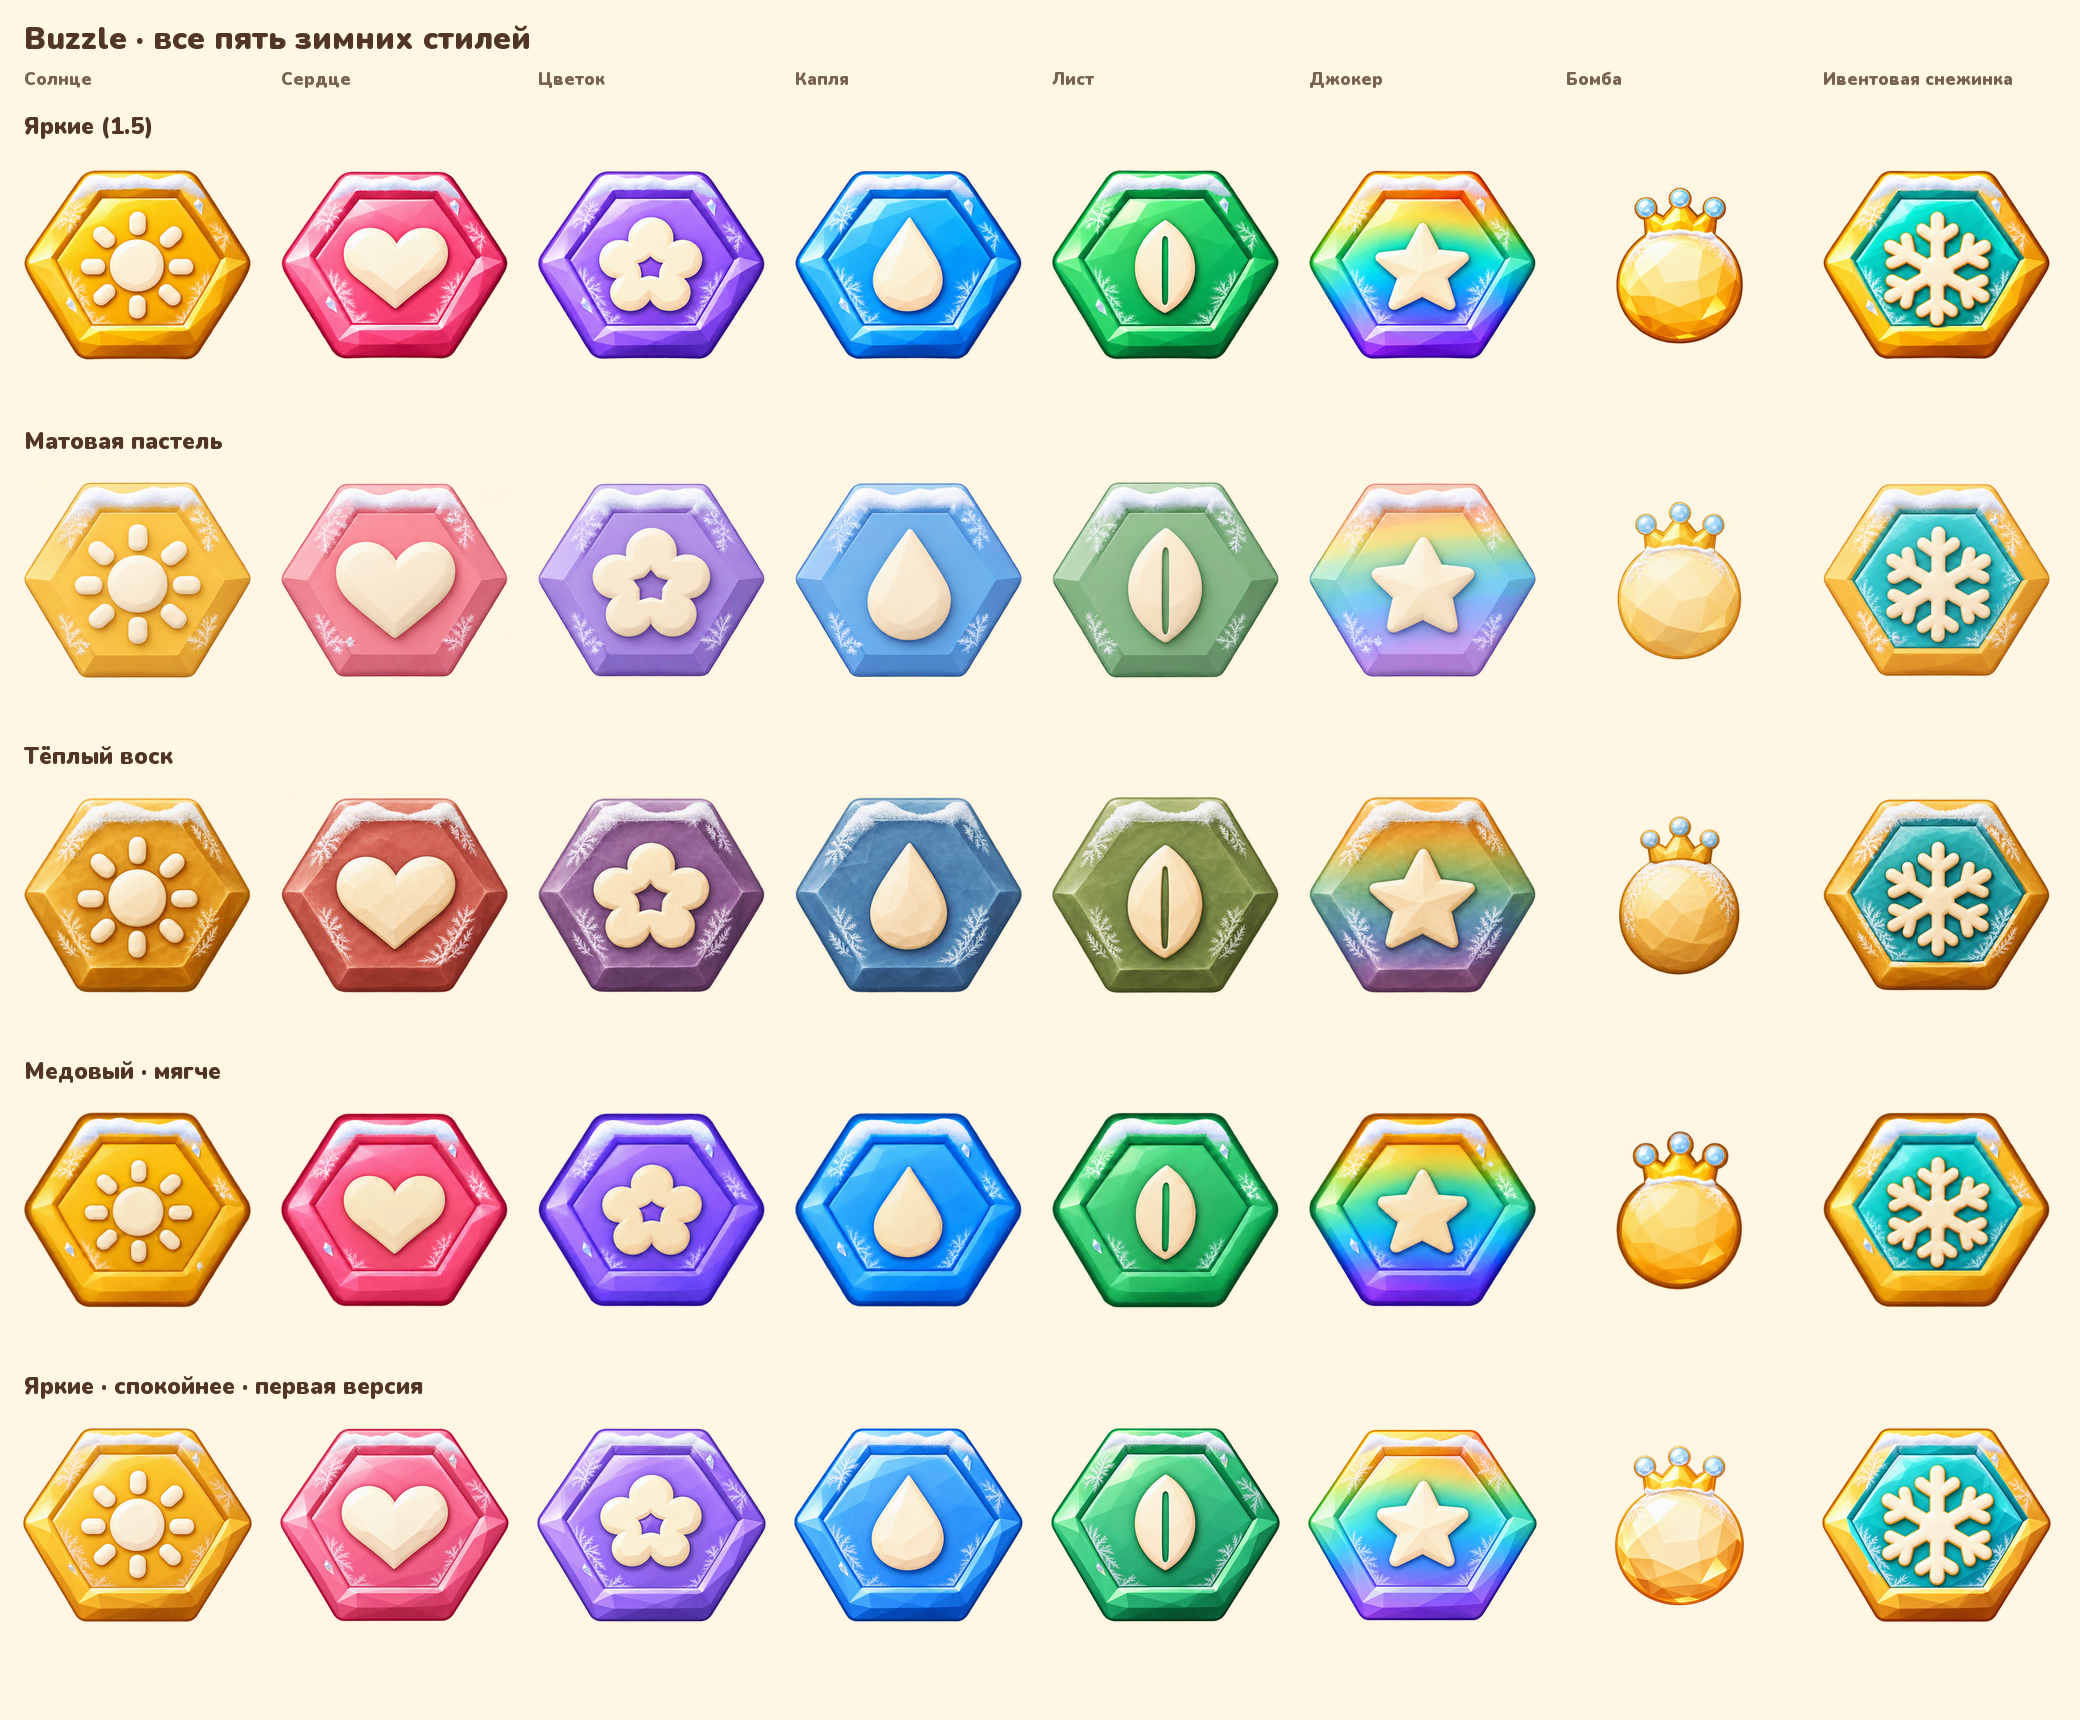 Buzzle · все пять зимних стилей
Солнце Сердце Цветок Капля Лист Джокер Бомба Ивентовая снежинка
Яркие (1.5)
Матовая пастель
Тёплый воск
Медовый · мягче
Яркие · спокойнее · первая версия